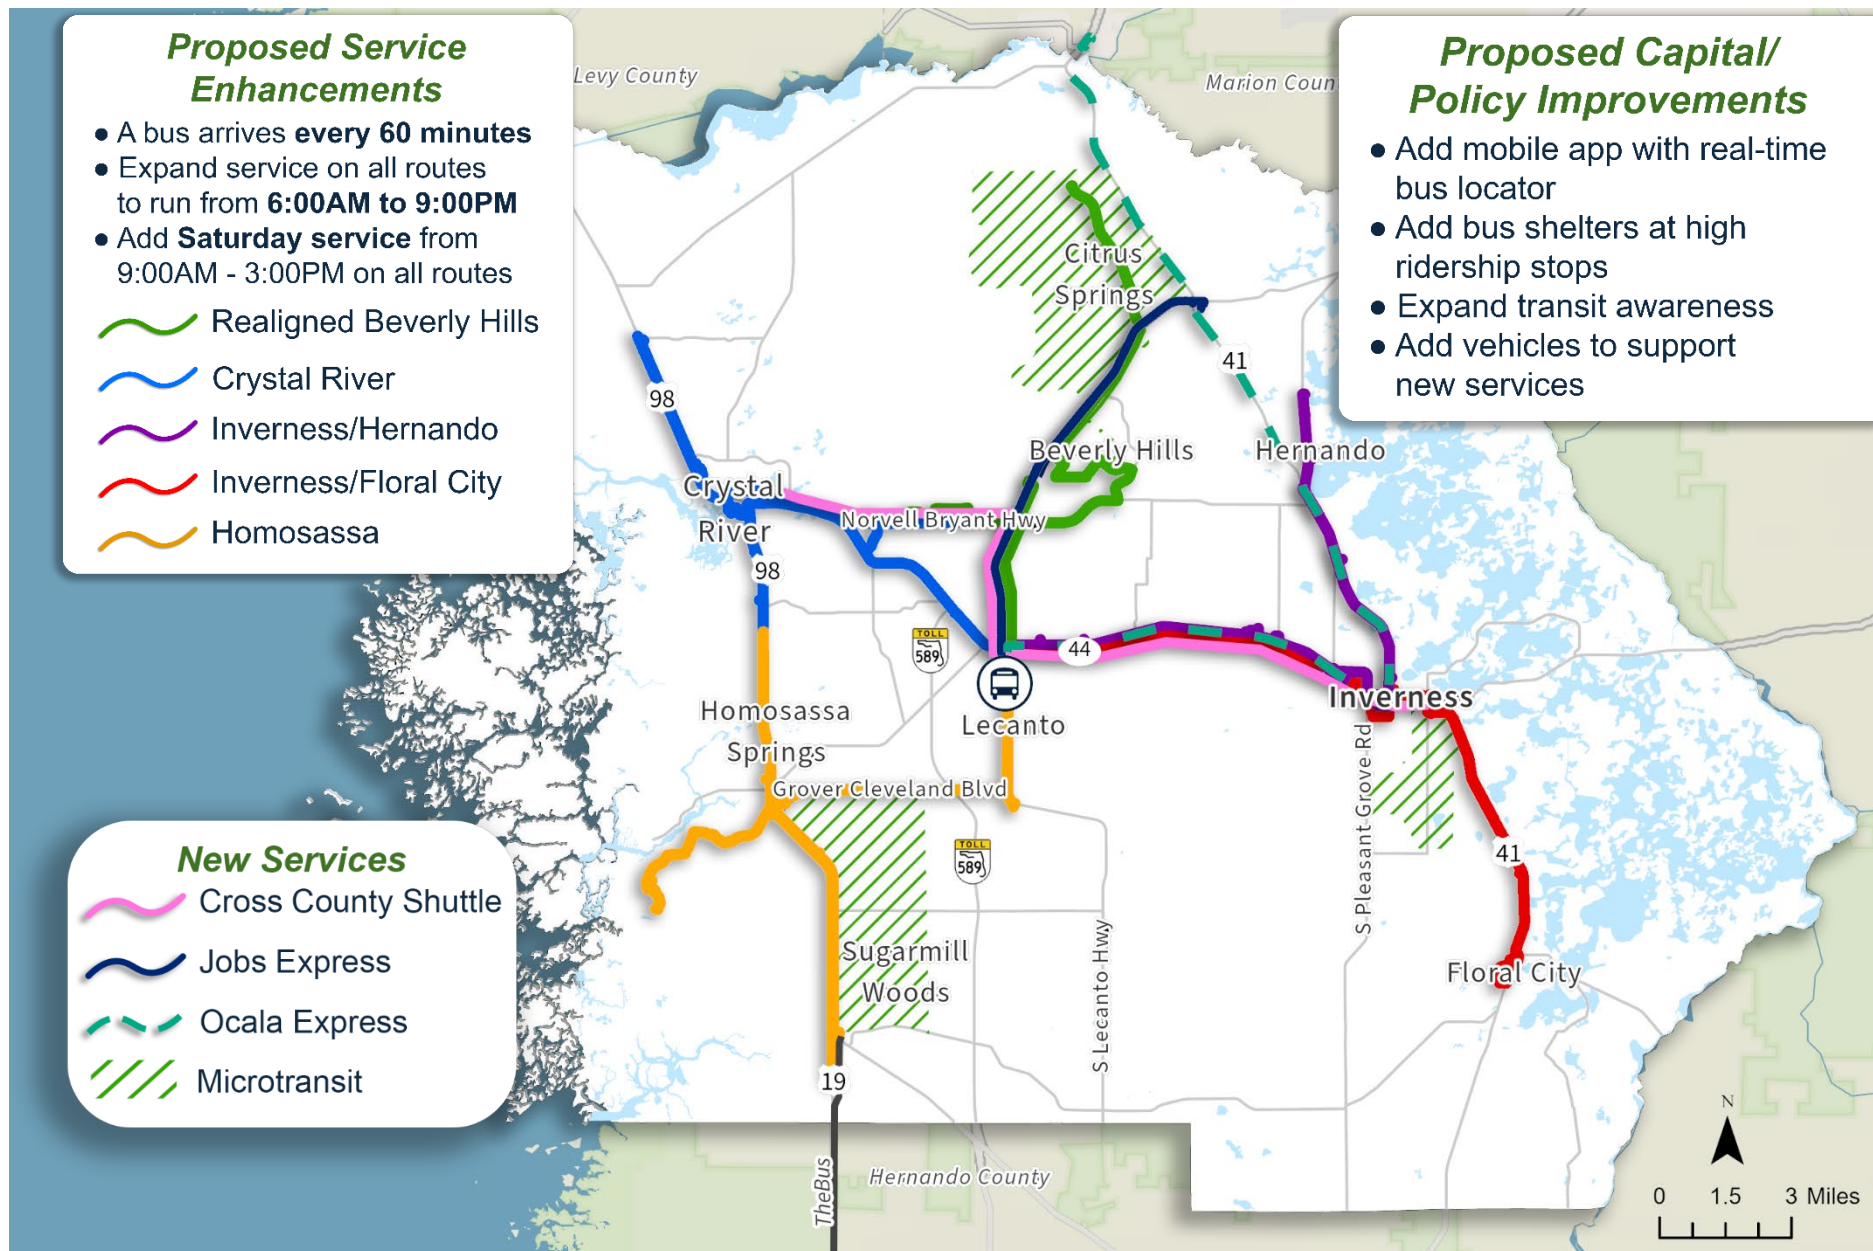 Proposed Service
Enhancements
● A bus arrives every 60 minutes
● Expand service on all routes
to run from 6:00AM to 9:00PM
● Add Saturday service from
9:00AM - 3:00PM on all routes
Realigned Beverly Hills
Crystal River
Inverness/Hernando
Inverness/Floral City
Homosassa
Proposed Capital/
Policy Improvements
● Add mobile app with real-time
bus locator
● Add bus shelters at high
ridership stops
● Expand transit awareness
● Add vehicles to support
new services
New Services
Cross County Shuttle
Jobs Express
Ocala Express
Microtransit
Levy County
Marion Coun
Citrus
Springs
41
98
Beverly Hills
Hernando
Crystal
River
Norvell Bryant Hwy
98
TOLL
589
44
Inverness
Homosassa
Springs
Lecanto
Grover Cleveland Blvd
S Pleasant Grove Rd
TOLL
589
41
Sugarmill
Woods
S Lecanto Hwy
Floral City
19
TheBus
Hernando County
N
0 1.5 3 Miles